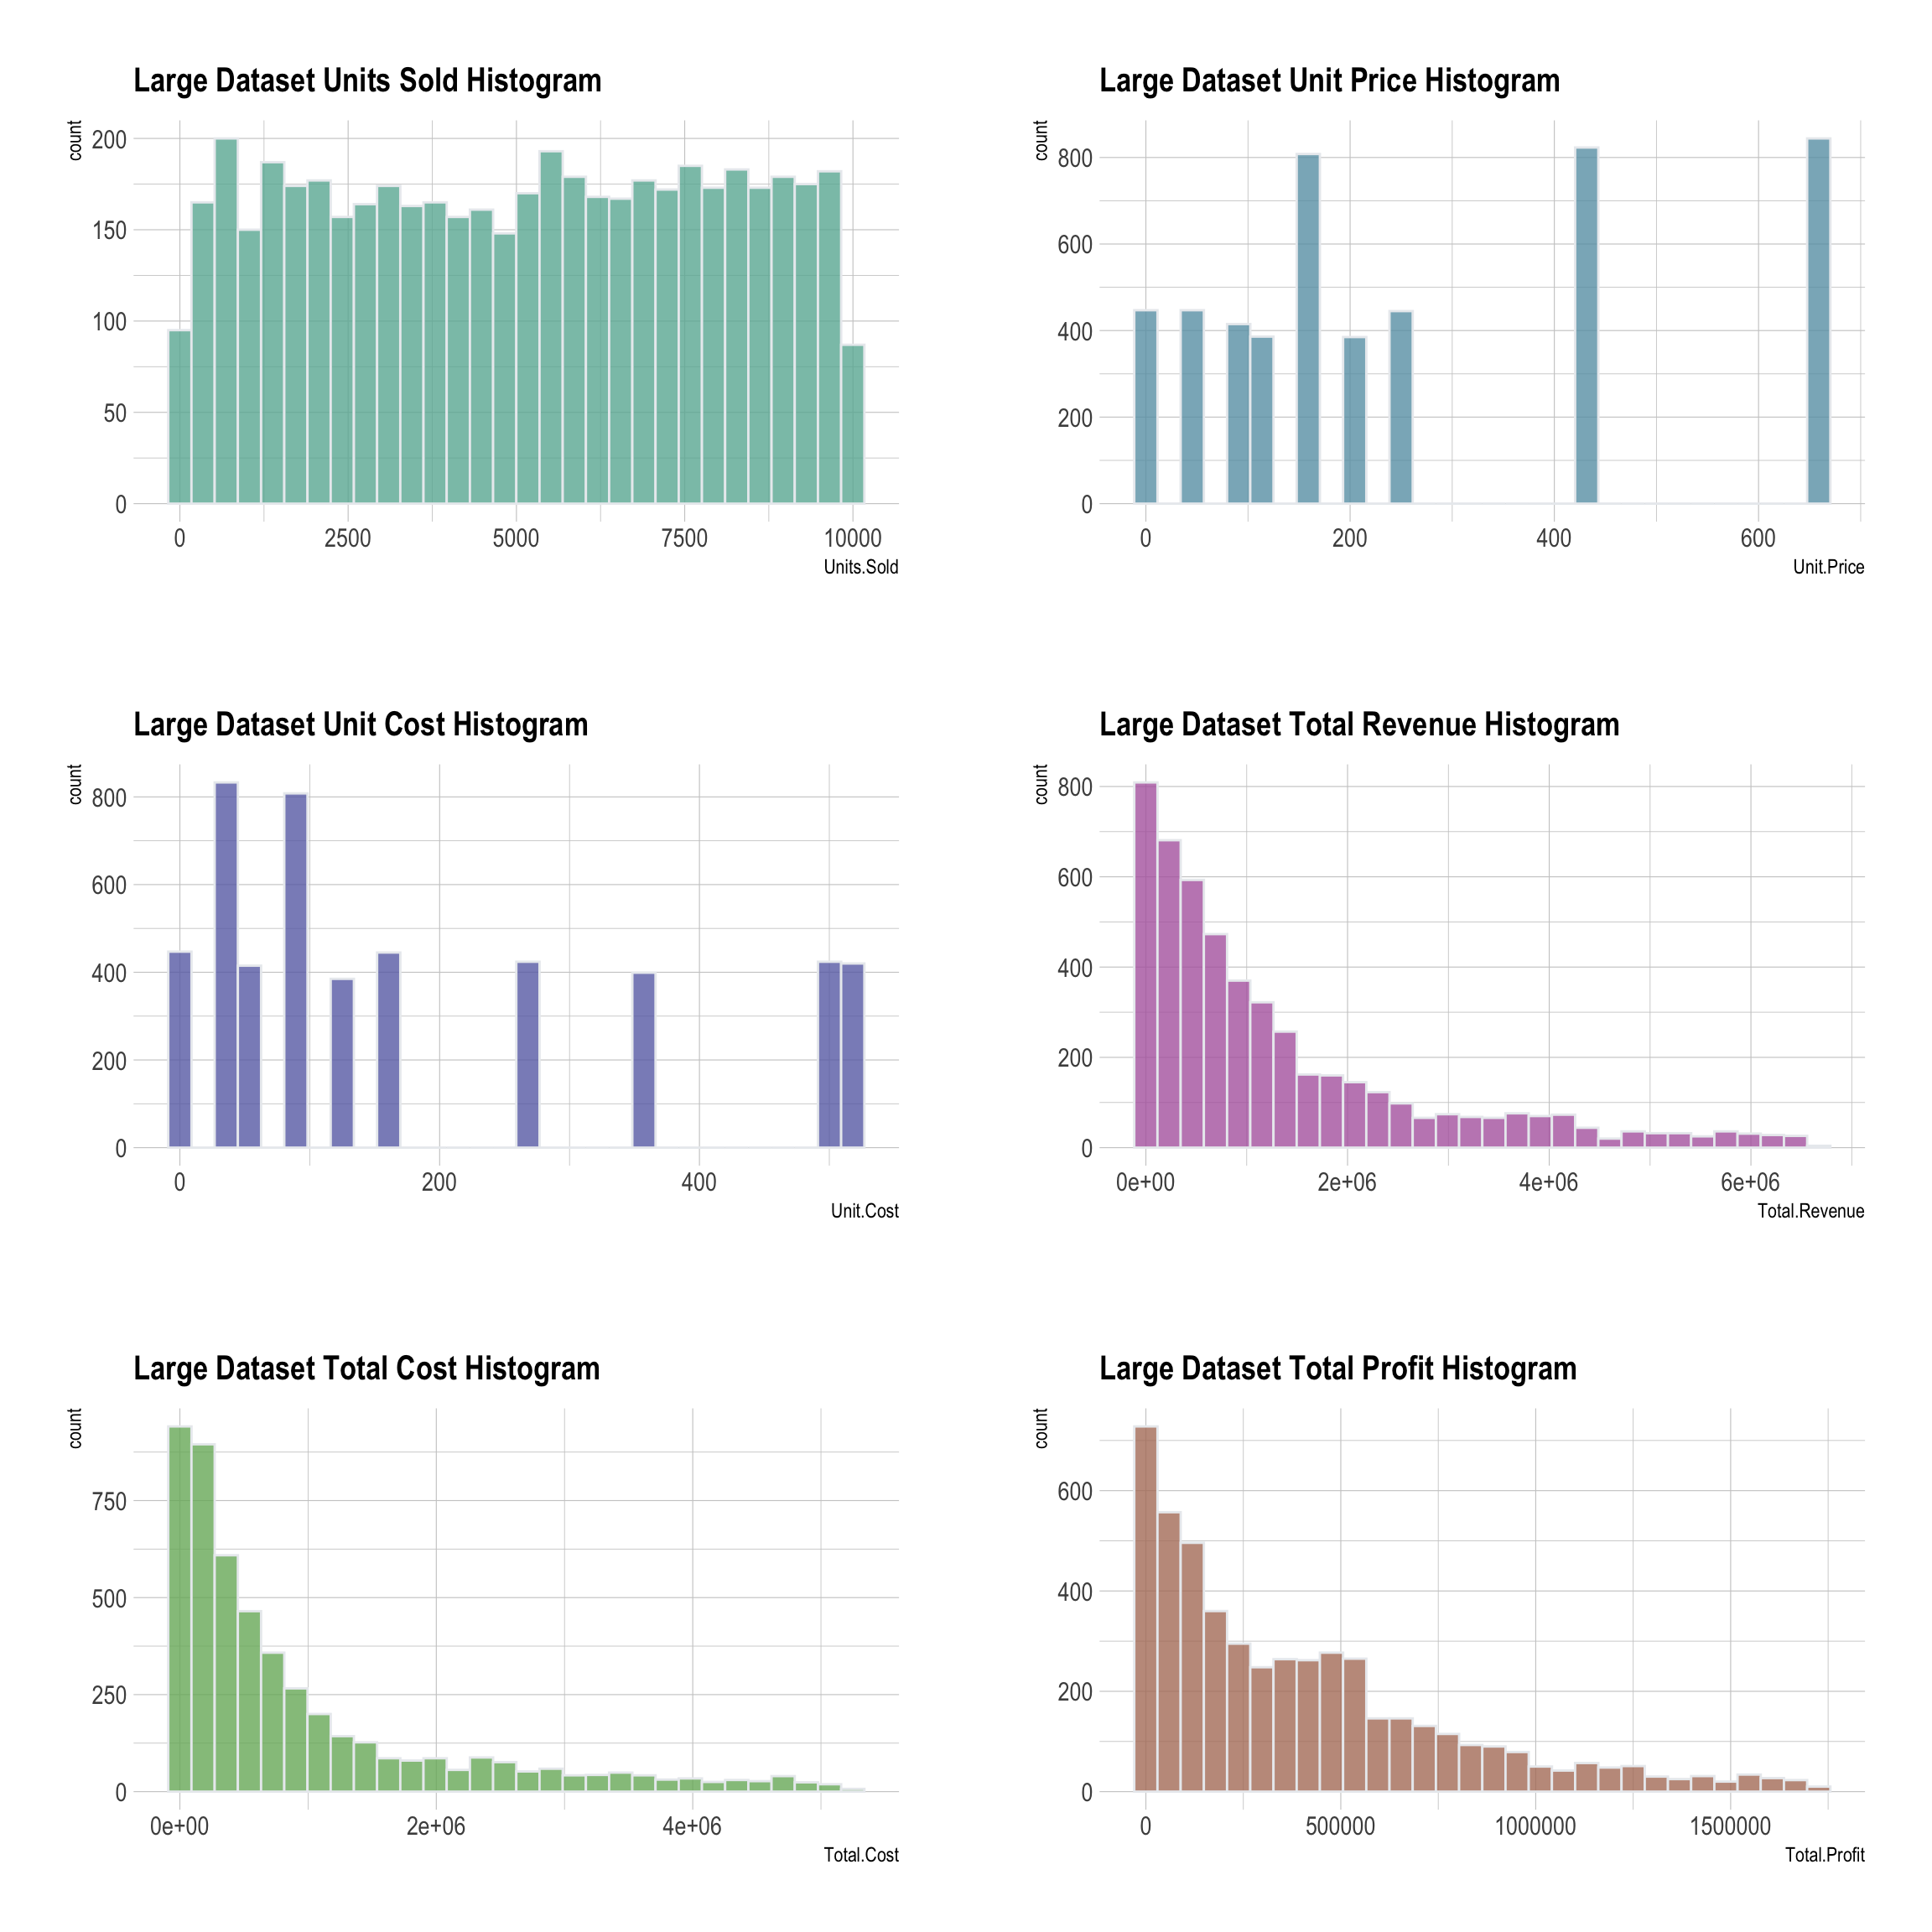 Large Dataset Units Sold Histogram
count
200
150
100
50
0
0 2500 5000 7500 10000
Units.Sold
Large Dataset Unit Price Histogram
count
800
600
400
200
0
0 200 400 600
Unit.Price
Large Dataset Unit Cost Histogram
count
800
600
400
200
0
0 200 400
Unit.Cost
Large Dataset Total Revenue Histogram
count
800
600
400
200
0
0e+00 2e+06 4e+06 6e+06
Total.Revenue
Large Dataset Total Cost Histogram
count
750
500
250
0
0e+00 2e+06 4e+06
Total.Cost
Large Dataset Total Profit Histogram
count
600
400
200
0
0 500000 1000000 1500000
Total.Profit